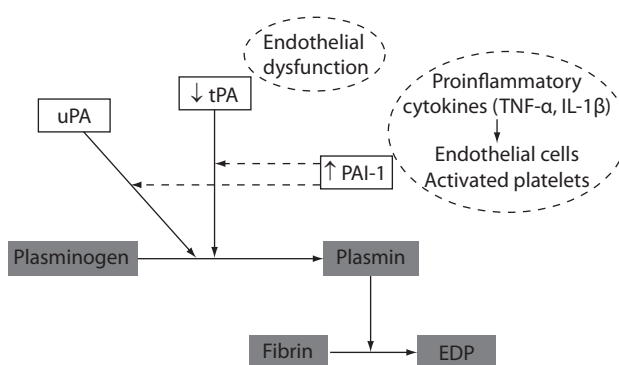 Endothelial
dysfunction
↓ tPA
Proinflammatory
cytokines (TNF-α, IL-1β)
uPA
Endothelial cells
Activated platelets
↑ PAI-1
Plasminogen
Plasmin
Fibrin
EDP